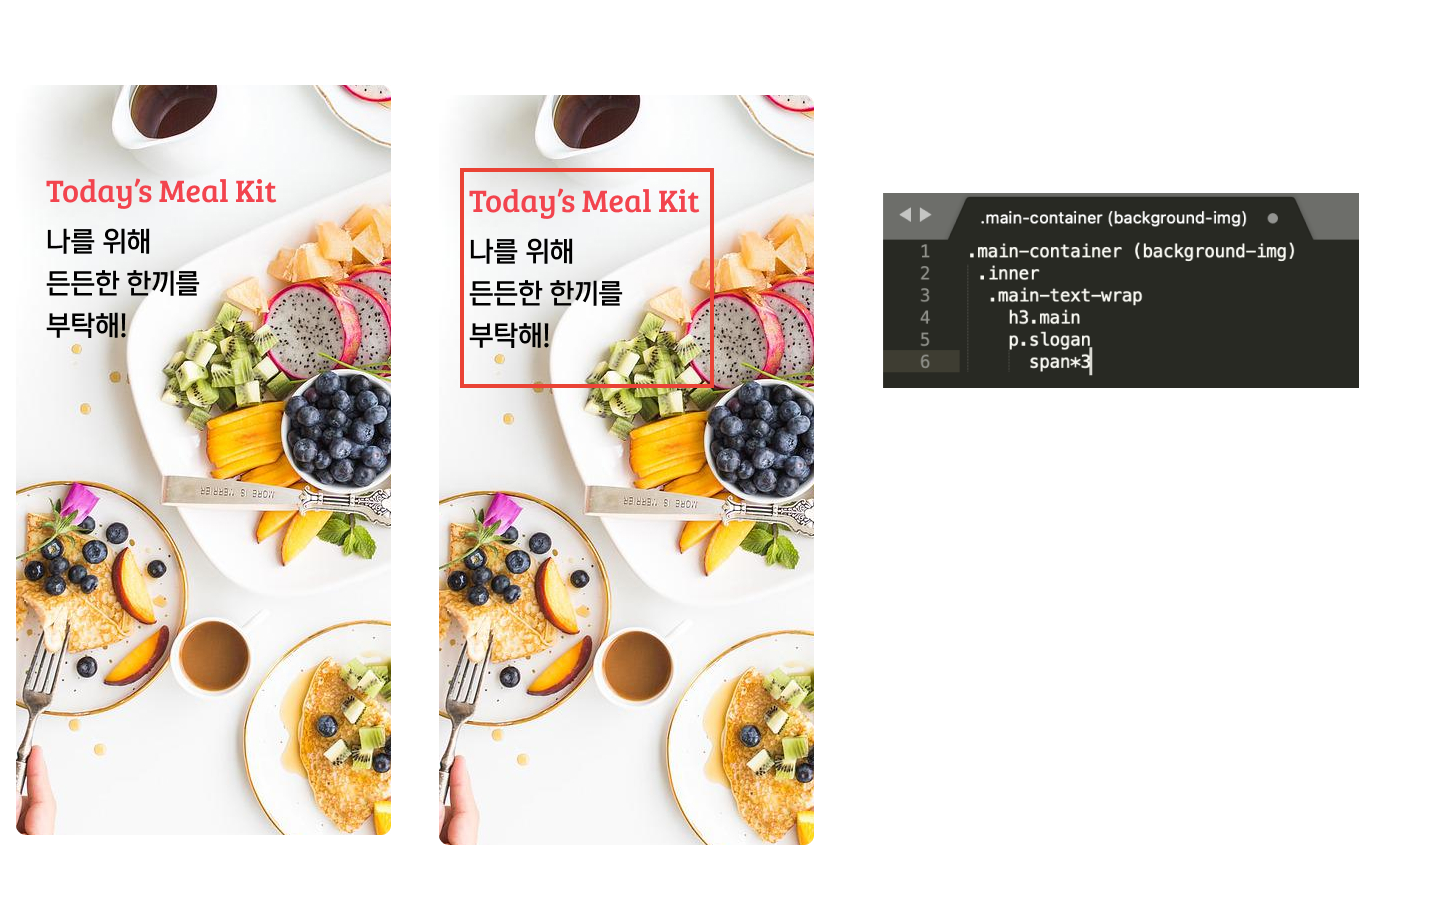 Today's Meal Kit
나를 위해
든든한 한끼를
부탁해!
MORE IS MERRIER
Today's Meal Kit
나를 위해
든든한 한끼를
부탁해!
MORE IS MERRIER
.main-container (background-img)
1 .main-container (background-img)
2 .inner
3 .main-text-wrap
4 h3.main
5 p.slogan
6 span*3